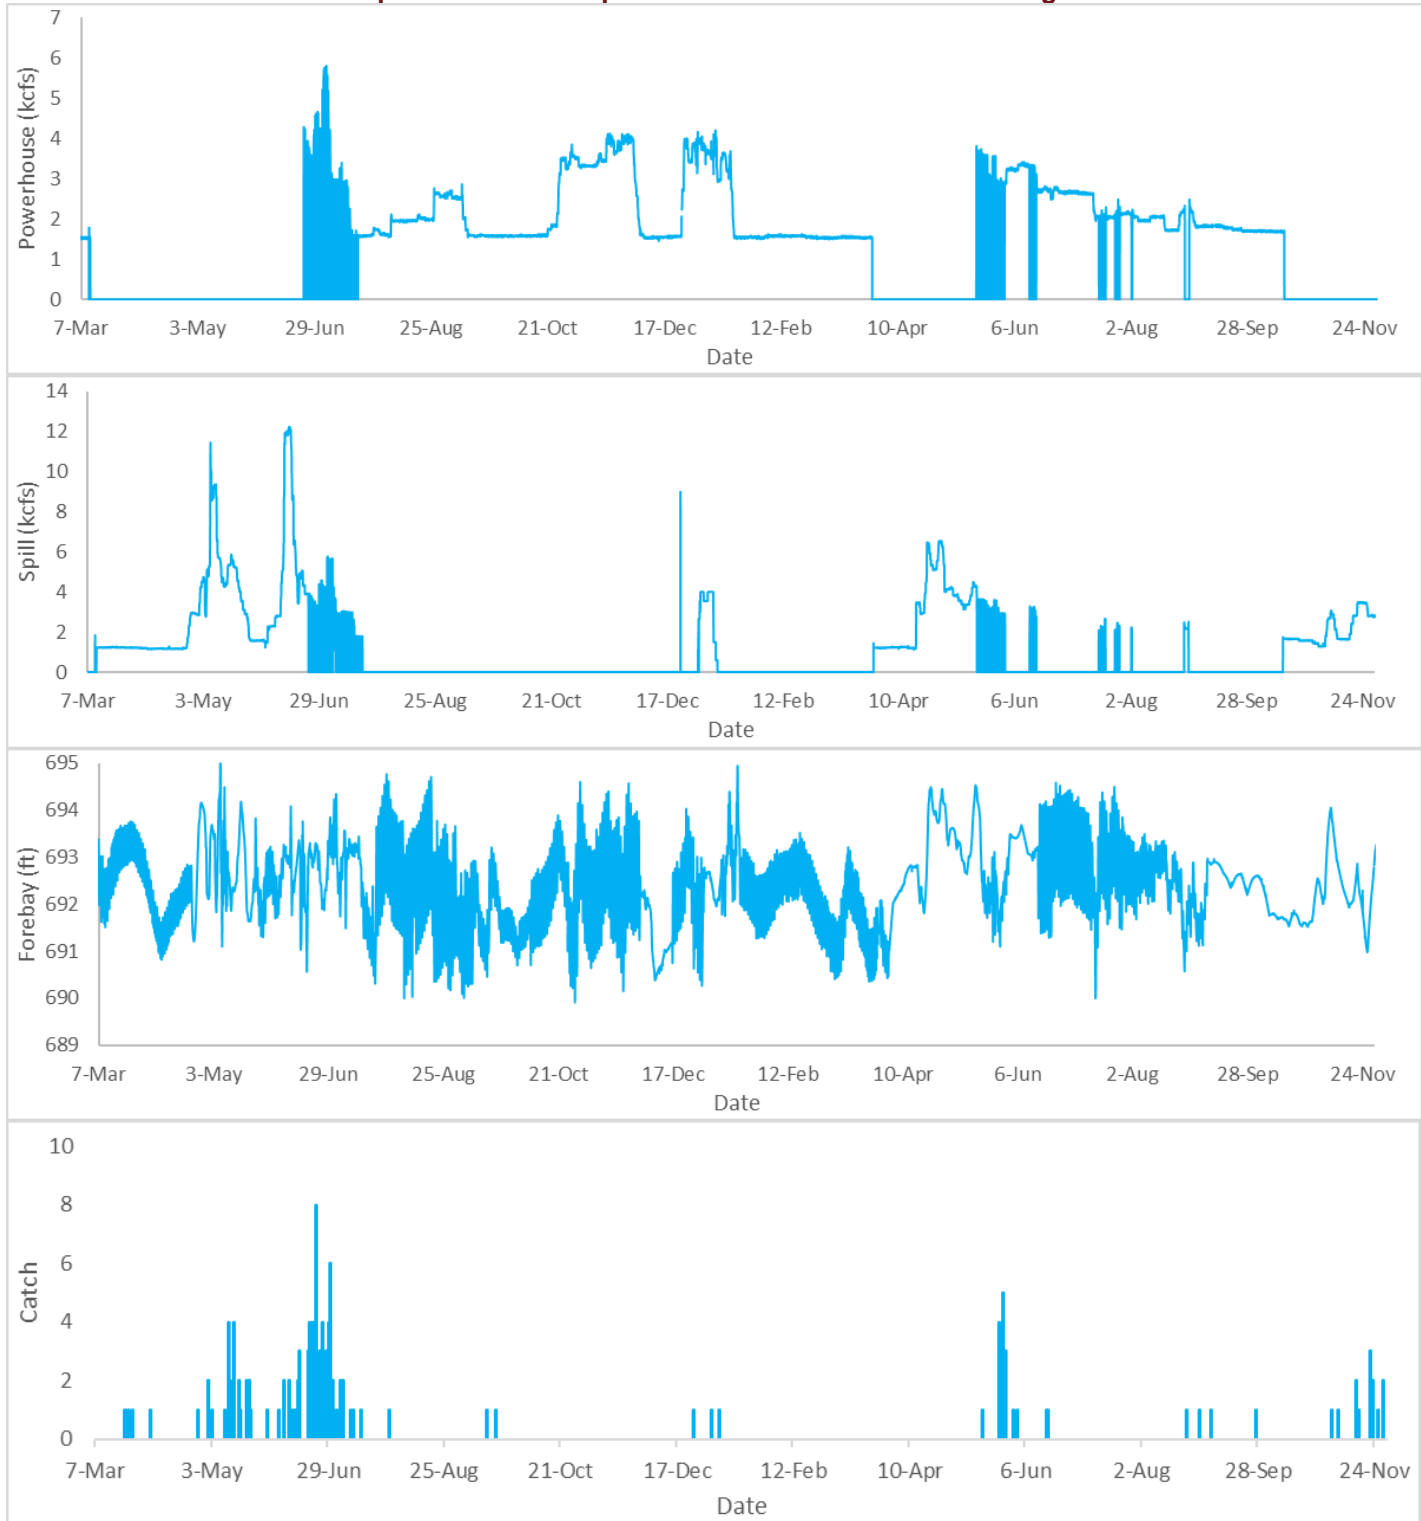 7
6
5
4
3
2
1
0
Powerhouse (kcfs)
7-Mar 3-May 29-Jun 25-Aug 21-Oct 17-Dec 12-Feb 10-Apr 6-Jun 2-Aug 28-Sep 24-Nov
Date
14
12
10
8
6
4
2
0
Spill (kcfs)
7-Mar 3-May 29-Jun 25-Aug 21-Oct 17-Dec 12-Feb 10-Apr 6-Jun 2-Aug 28-Sep 24-Nov
Date
695
694
693
692
691
690
689
Forebay (ft)
7-Mar 3-May 29-Jun 25-Aug 21-Oct 17-Dec 12-Feb 10-Apr 6-Jun 2-Aug 28-Sep 24-Nov
Date
10
8
6
4
2
0
Catch
7-Mar 3-May 29-Jun 25-Aug 21-Oct 17-Dec 12-Feb 10-Apr 6-Jun 2-Aug 28-Sep 24-Nov
Date